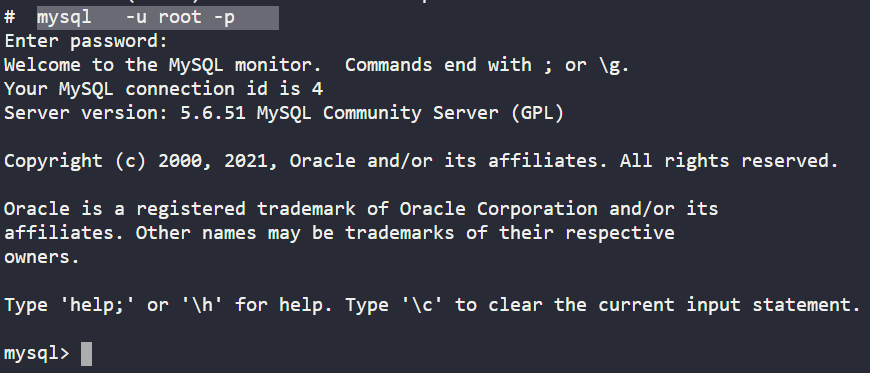 # mysql -u root -p
Enter password:
Welcome to the MySQL monitor.  Commands end with ; or \g.
Your MySQL connection id is 4
Server version: 5.6.51 MySQL Community Server (GPL)
Copyright (c) 2000, 2021, Oracle and/or its affiliates. All rights reserved.
Oracle is a registered trademark of Oracle Corporation and/or its
affiliates. Other names may be trademarks of their respective
owners.
Type 'help;' or '\h' for help. Type '\c' to clear the current input statement.
mysql>